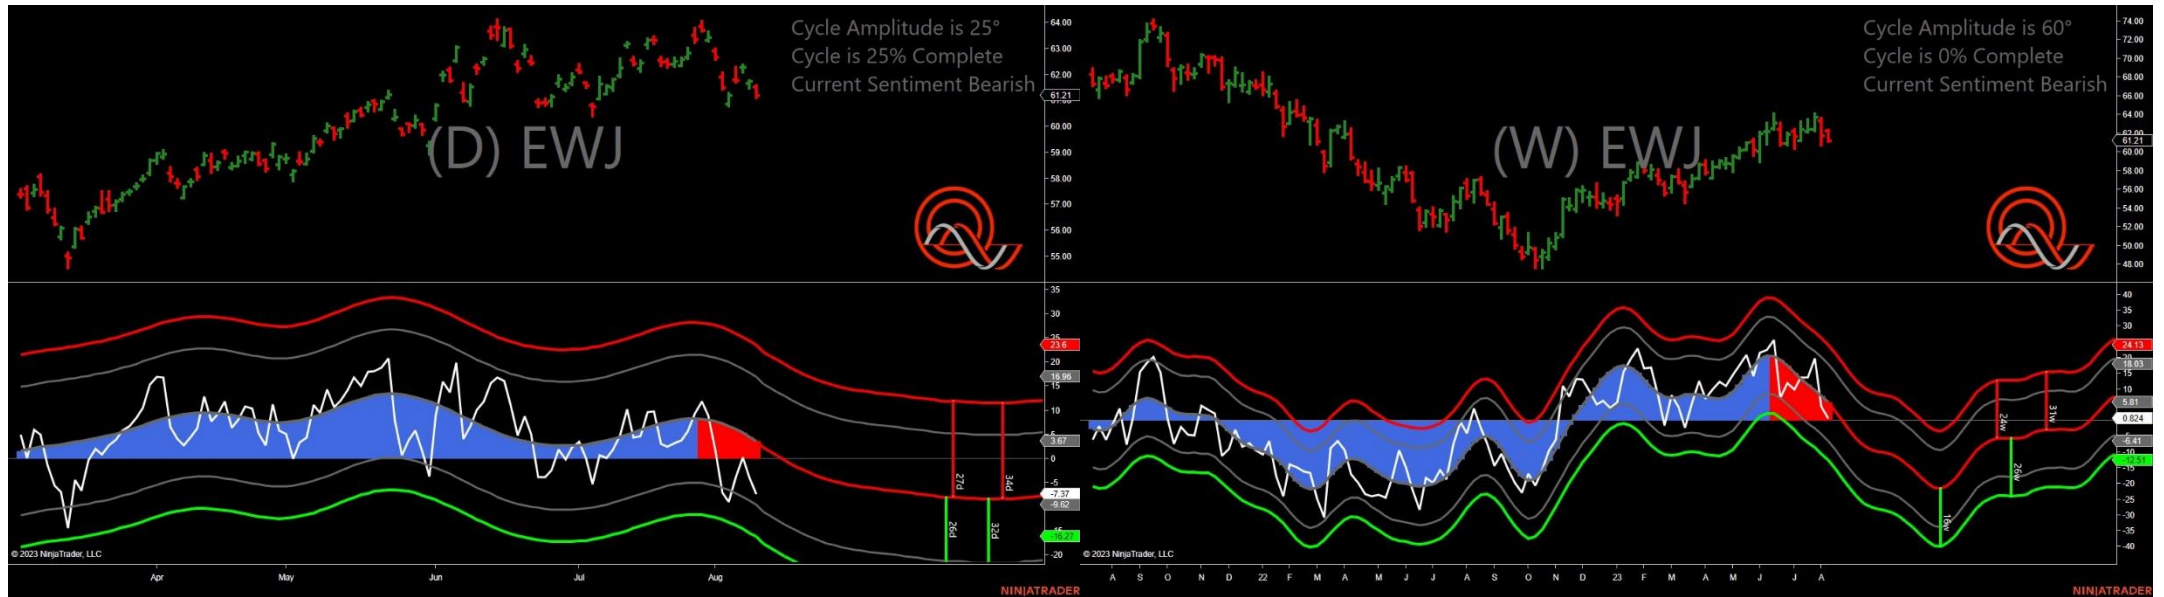 Cycle Amplitude is 25°
Cycle is 25% Complete
Current Sentiment Bearish
(D) EWJ
64.00
63.00
62.00
61.21
60.00
59.00
58.00
57.00
56.00
55.00
35
30
23.6
20
16.96
10
3.67
0
-5
-7.37
-9.62
-16.27
-20
27d
34d
26d
32d
© 2023 NinjaTrader, LLC
Apr May Jun Jul Aug
NINJATRADER
Cycle Amplitude is 60°
Cycle is 0% Complete
Current Sentiment Bearish
(W) EWJ
74.00
72.00
70.00
68.00
66.00
64.00
62.00
61.21
60.00
58.00
56.00
54.00
52.00
50.00
48.00
40
35
30
24.13
18.03
15
10
5.81
0.824
-6.41
-10
-12.51
-20
-25
-30
-35
-40
24w
31w
26w
16w
© 2023 NinjaTrader, LLC
A S O N D 22 F M A M J J A S O N D 23 F M A M J J A
NINJATRADER